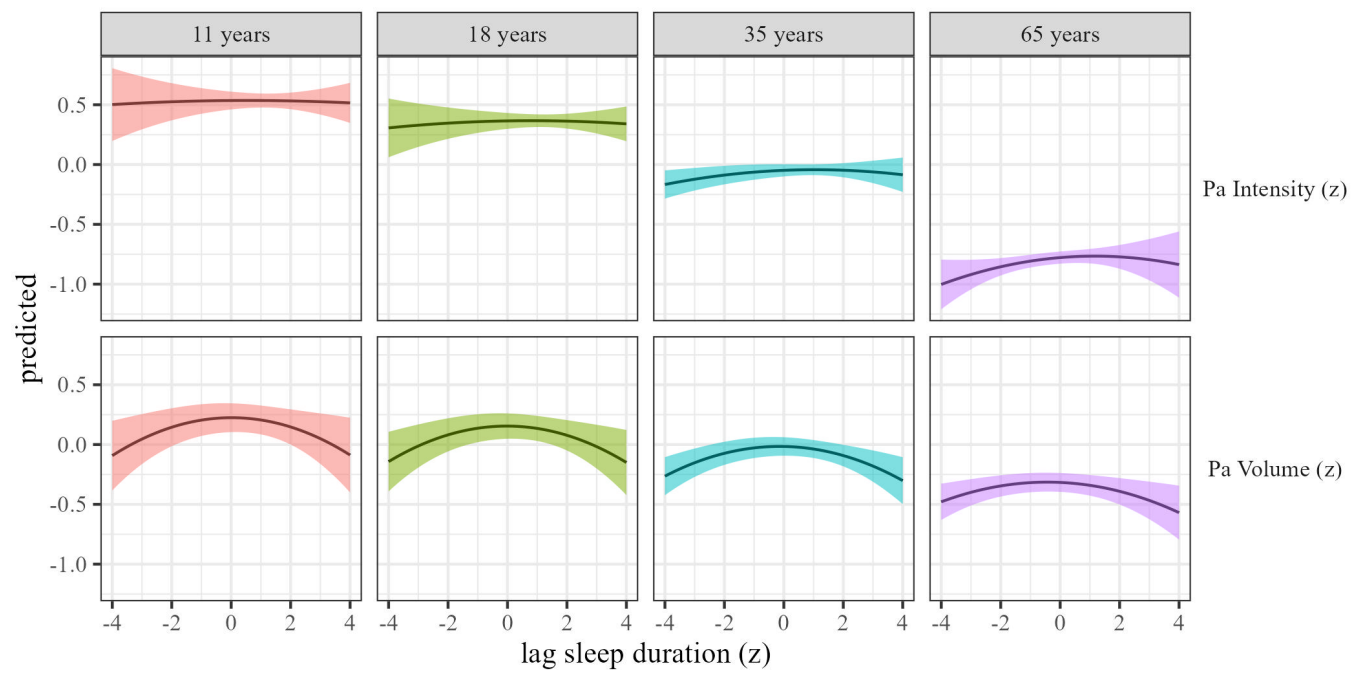 11 years
18 years
35 years
65 years
0.5
0.0
-0.5
-1.0
Pa Intensity (z)
predicted
0.5
0.0
-0.5
-1.0
Pa Volume (z)
-4 -2 0 2 4
-4 -2 0 2 4
-4 -2 0 2 4
-4 -2 0 2 4
lag sleep duration (z)